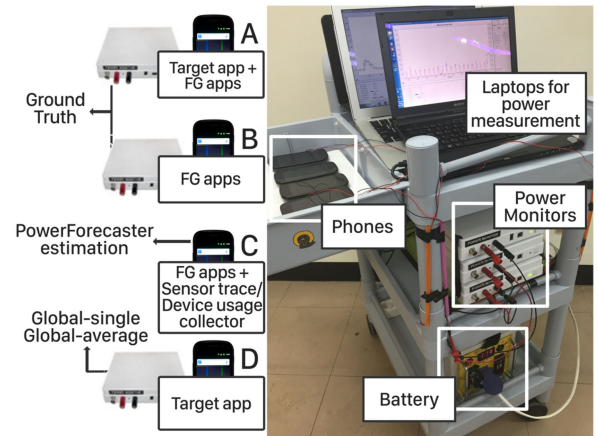 A
Target app +
FG apps
Ground
Truth
B
FG apps
PowerForecaster
estimation
C
FG apps +
Sensor trace/
Device usage
collector
Global-single
Global-average
D
Target app
Laptops for
power
measurement
Phones
Power
Monitors
Battery